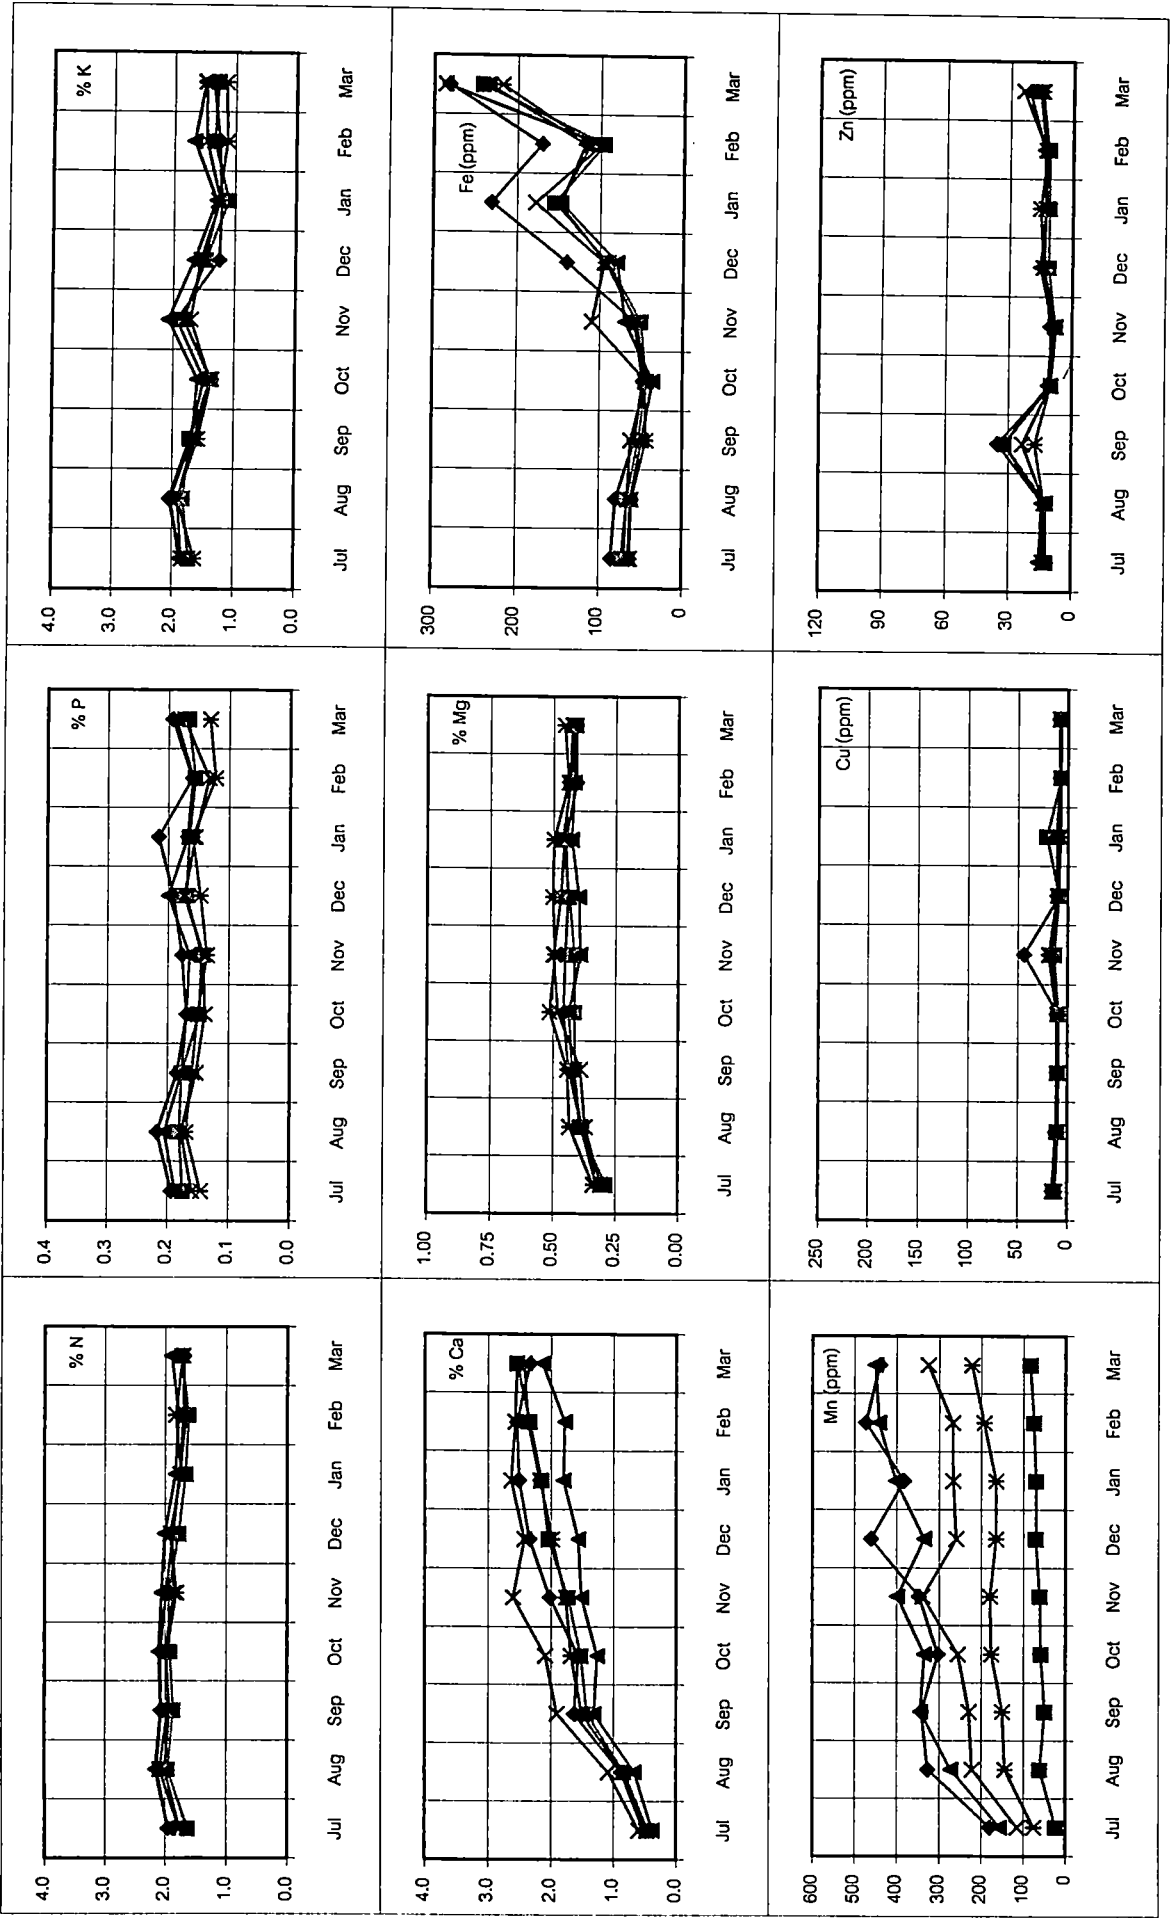 % N
4.0
3.0
2.0
1.0
0.0
Jul Aug Sep Oct Nov Dec Jan Feb Mar
% P
0.4
0.3
0.2
0.1
0.0
Jul Aug Sep Oct Nov Dec Jan Feb Mar
% K
4.0
3.0
2.0
1.0
0.0
Jul Aug Sep Oct Nov Dec Jan Feb Mar
% Ca
4.0
3.0
2.0
1.0
0.0
Jul Aug Sep Oct Nov Dec Jan Feb Mar
% Mg
1.00
0.75
0.50
0.25
0.00
Jul Aug Sep Oct Nov Dec Jan Feb Mar
Fe (ppm)
300
200
100
0
Jul Aug Sep Oct Nov Dec Jan Feb Mar
Mn (ppm)
600
500
400
300
200
100
0
Jul Aug Sep Oct Nov Dec Jan Feb Mar
Cu (ppm)
250
200
150
100
50
0
Jul Aug Sep Oct Nov Dec Jan Feb Mar
Zn (ppm)
120
90
60
30
0
Jul Aug Sep Oct Nov Dec Jan Feb Mar